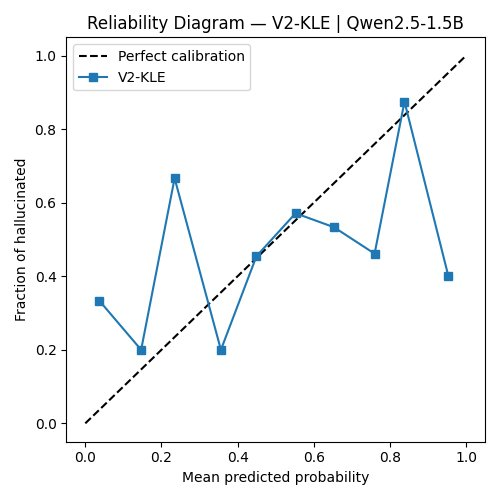 Reliability Diagram — V2-KLE | Qwen2.5-1.5B
Perfect calibration
V2-KLE
Fraction of hallucinated
1.0
0.8
0.6
0.4
0.2
0.0
0.0 0.2 0.4 0.6 0.8 1.0
Mean predicted probability